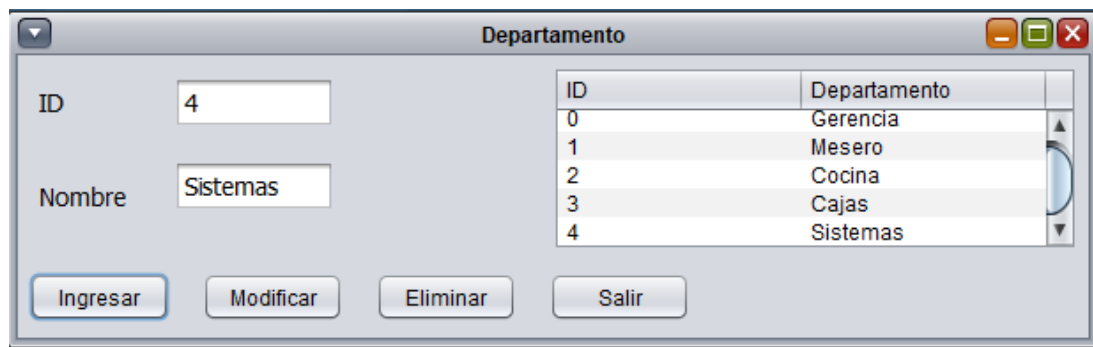 Departamento
ID 4
Nombre Sistemas
ID Departamento
0 Gerencia
1 Mesero
2 Cocina
3 Cajas
4 Sistemas
Ingresar Modificar Eliminar Salir